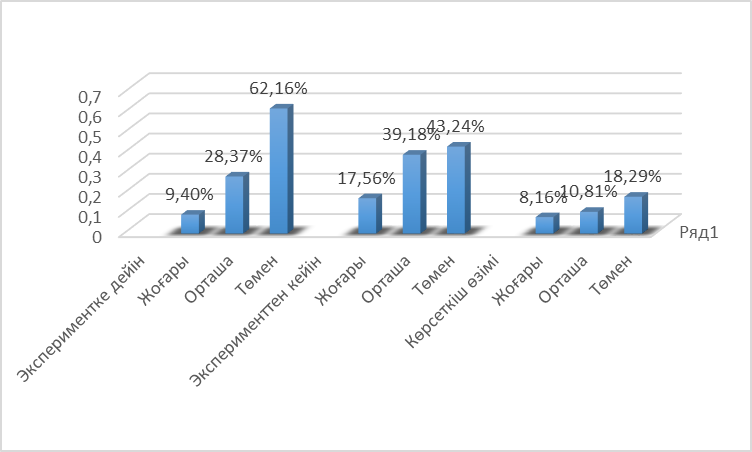 62,16%
28,37%
9,40%
17,56%
39,18%
43,24%
8,16%
10,81%
18,29%
0,7
0,6
0,5
0,4
0,3
0,2
0,1
0
Ряд1
Экспериментке дейін
Жоғары
Орташа
Төмен
Эксперименттен кейін
Жоғары
Орташа
Төмен
Көрсеткіш өзімі
Жоғары
Орташа
Төмен